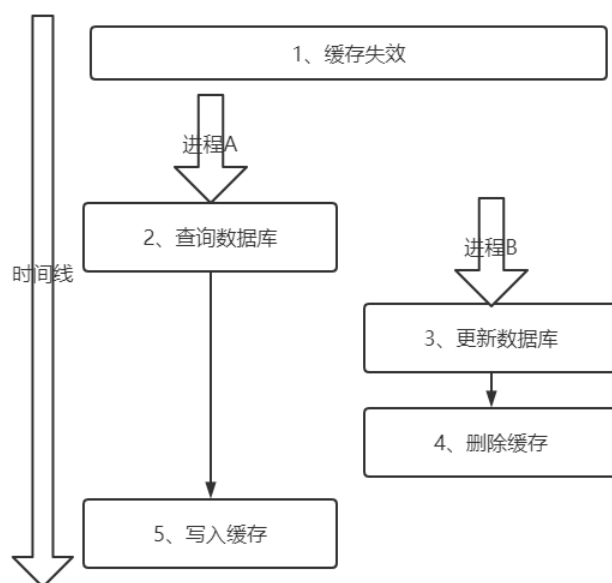 1、缓存失效
进程A
2、查询数据库
进程B
时间线
3、更新数据库
4、删除缓存
5、写入缓存